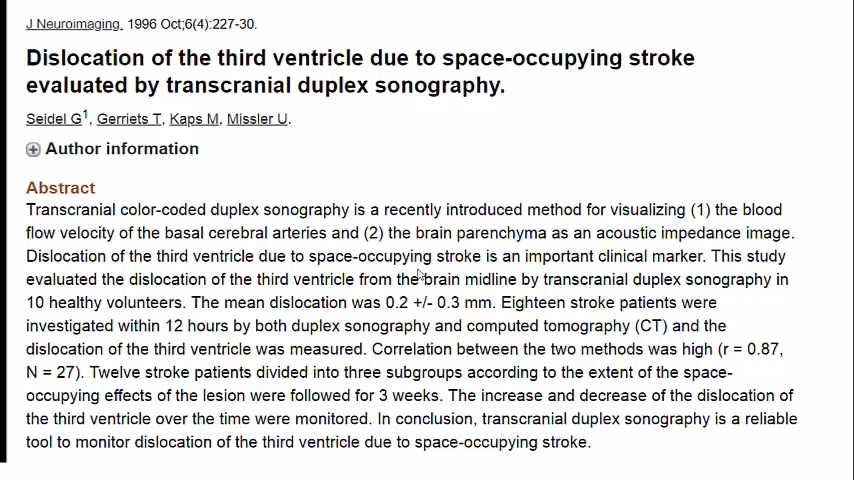 J Neuroimaging. 1996 Oct;6(4):227-30.
Dislocation of the third ventricle due to space-occupying stroke
evaluated by transcranial duplex sonography.
Seidel G1, Gerriets T, Kaps M, Missler U.
Author information
Abstract
Transcranial color-coded duplex sonography is a recently introduced method for visualizing (1) the blood
flow velocity of the basal cerebral arteries and (2) the brain parenchyma as an acoustic impedance image.
Dislocation of the third ventricle due to space-occupying stroke is an important clinical marker. This study
evaluated the dislocation of the third ventricle from the brain midline by transcranial duplex sonography in
10 healthy volunteers. The mean dislocation was 0.2 +/- 0.3 mm. Eighteen stroke patients were
investigated within 12 hours by both duplex sonography and computed tomography (CT) and the
dislocation of the third ventricle was measured. Correlation between the two methods was high (r = 0.87,
N = 27). Twelve stroke patients divided into three subgroups according to the extent of the space-
occupying effects of the lesion were followed for 3 weeks. The increase and decrease of the dislocation of
the third ventricle over the time were monitored. In conclusion, transcranial duplex sonography is a reliable
tool to monitor dislocation of the third ventricle due to space-occupying stroke.